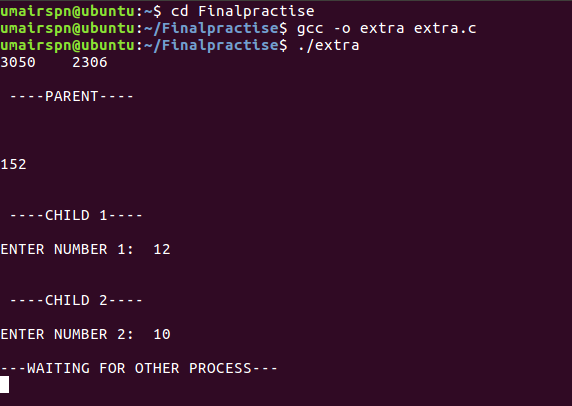 umairspn@ubuntu:~$ cd Finalpractise
umairspn@ubuntu:~/Finalpractise$ gcc -o extra extra.c
umairspn@ubuntu:~/Finalpractise$ ./extra
3050    2306
----PARENT----
152
----CHILD 1----
ENTER NUMBER 1:  12
----CHILD 2----
ENTER NUMBER 2:  10
---WAITING FOR OTHER PROCESS---